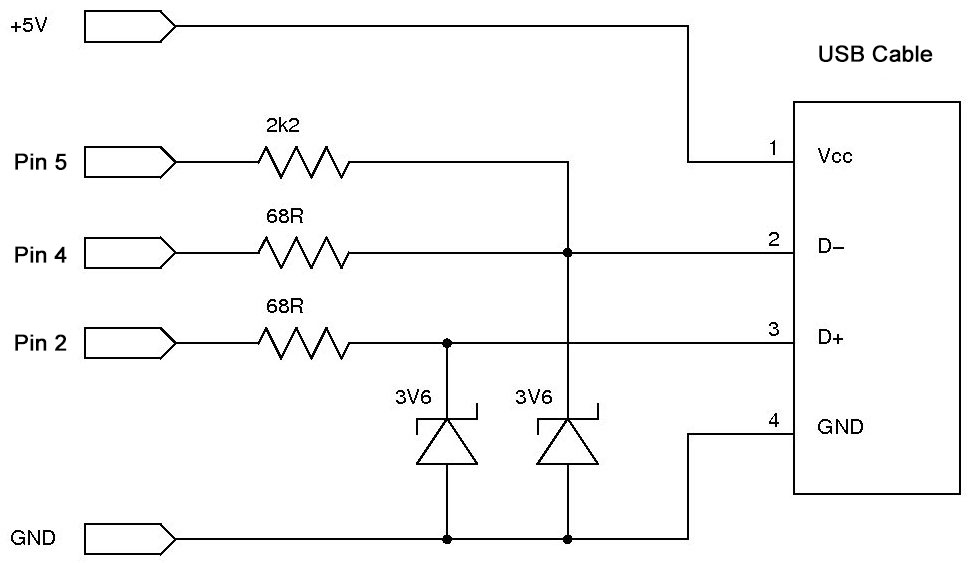 +5V
USB Cable
2k2
Pin 5
1
Vcc
68R
Pin 4
2
D−
68R
Pin 2
3
D+
3V6
3V6
4
GND
GND